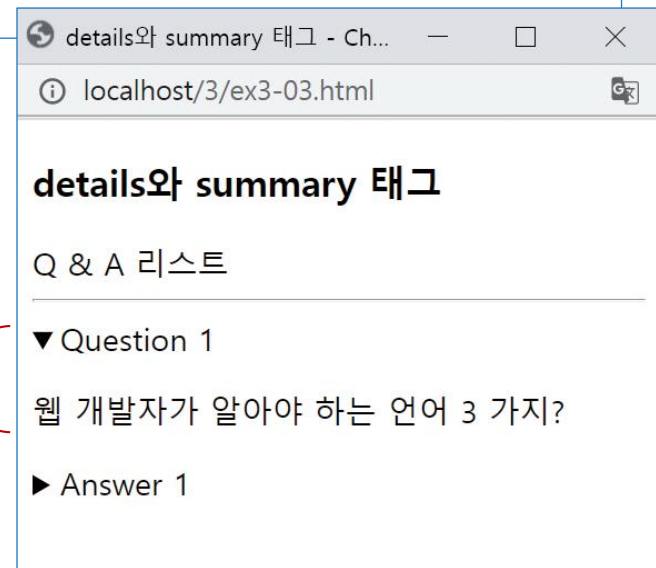 details와 summary 태그 - Ch...
localhost/3/ex3-03.html
details와 summary 태그
Q & A 리스트
▼ Question 1
웹 개발자가 알아야 하는 언어 3 가지?
▶ Answer 1